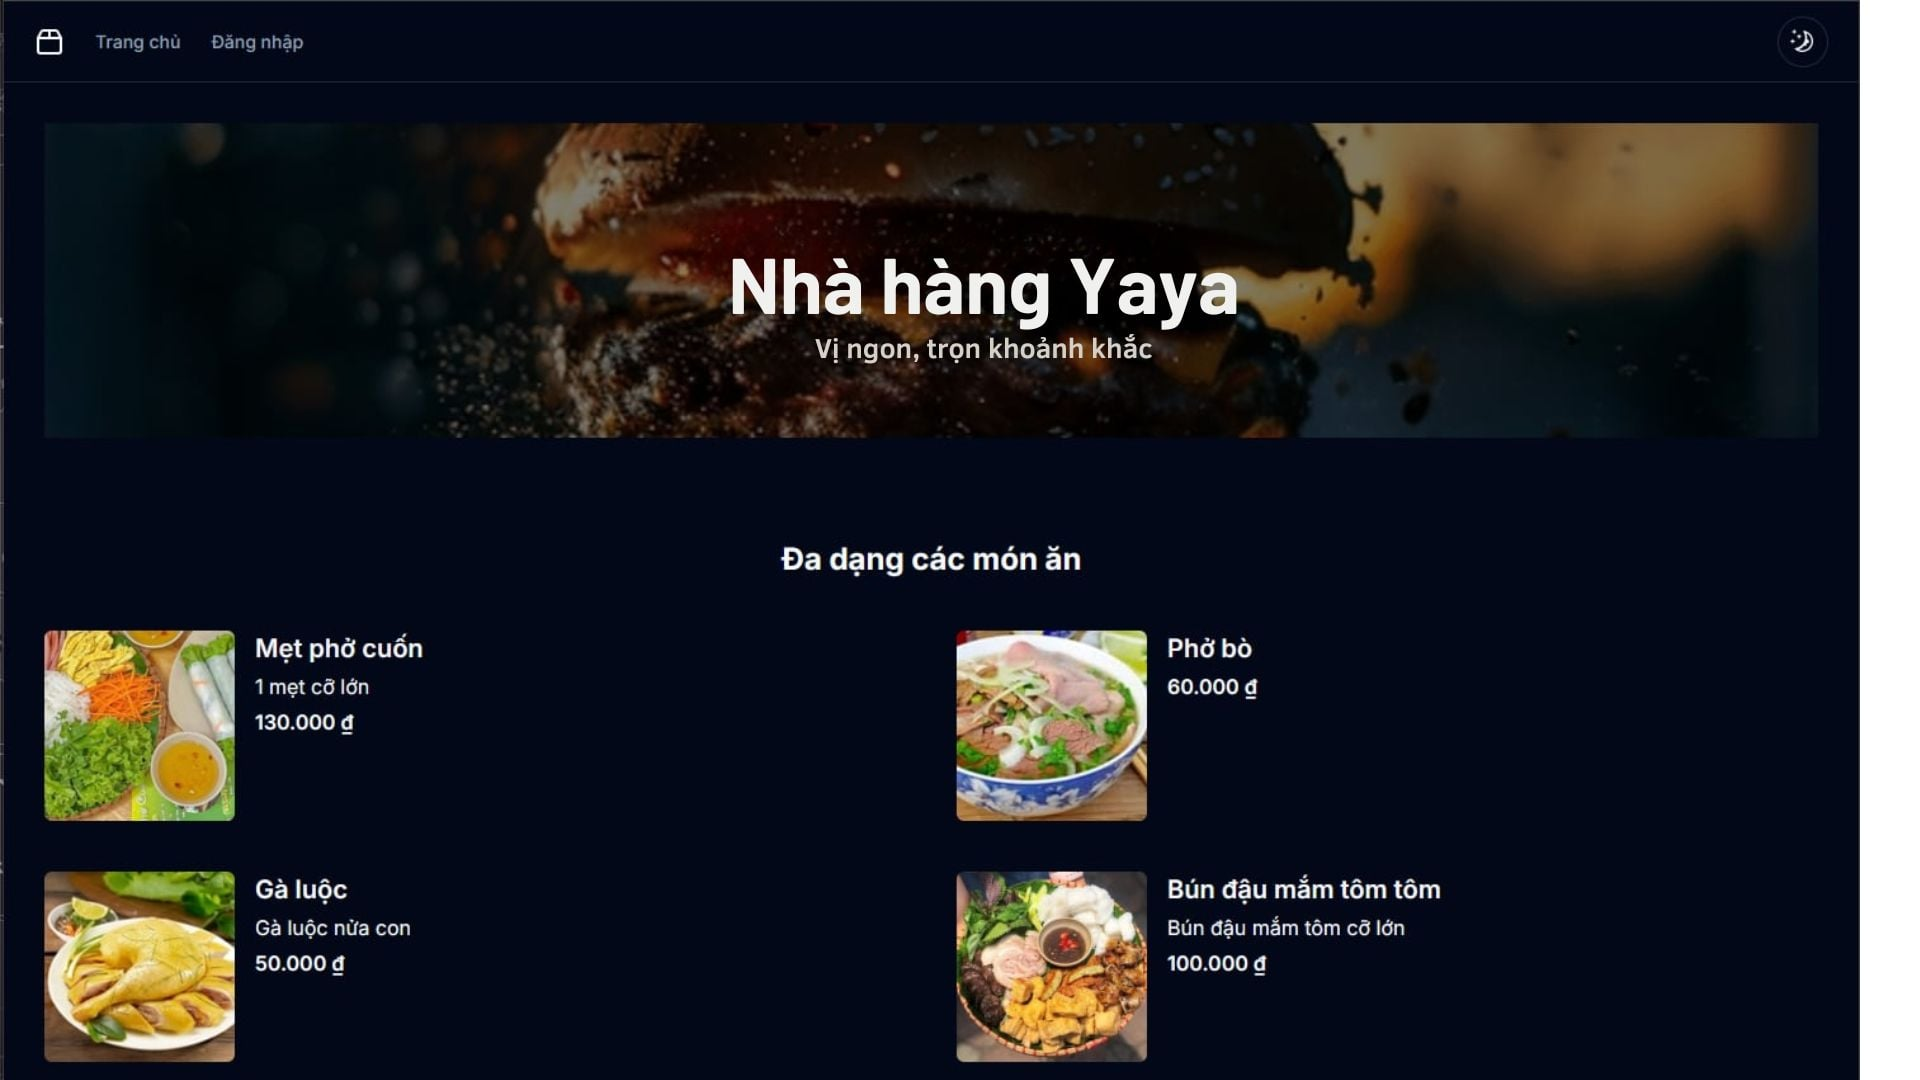 Trang chủ
Đăng nhập
Nhà hàng Yaya
Vị ngon, trọn khoảnh khắc
Đa dạng các món ăn
Mẹt phở cuốn
1 mẹt cỡ lớn
130.000 ₫
Phở bò
60.000 ₫
Gà luộc
Gà luộc nửa con
50.000 ₫
Bún đậu mắm tôm tôm
Bún đậu mắm tôm cỡ lớn
100.000 ₫